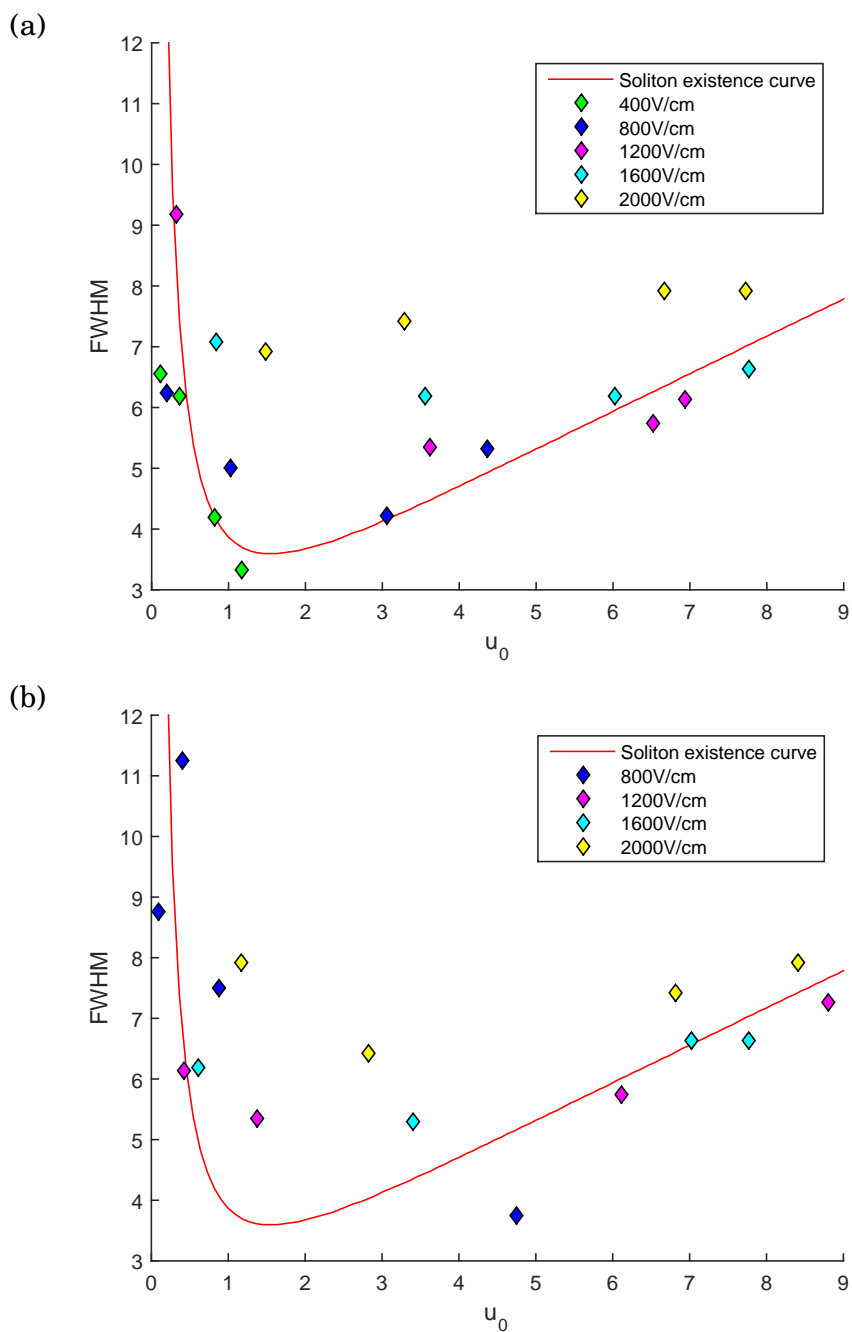 (a)
12
11
10
9
8
7
6
5
4
3
FWHM
Soliton existence curve
400V/cm
800V/cm
1200V/cm
1600V/cm
2000V/cm
0 1 2 3 4 5 6 7 8 9
u_0
(b)
12
11
10
9
8
7
6
5
4
3
FWHM
Soliton existence curve
800V/cm
1200V/cm
1600V/cm
2000V/cm
0 1 2 3 4 5 6 7 8 9
u_0